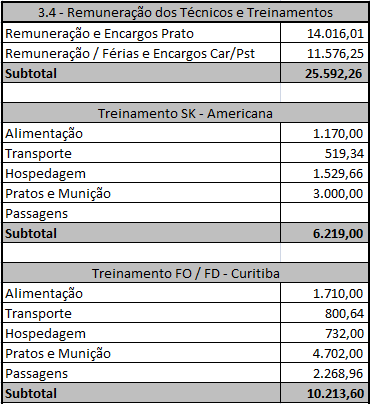 3.4 - Remuneração dos Técnicos e Treinamentos
Remuneração e Encargos Prato 14.016,01
Remuneração / Férias e Encargos Car/Pst 11.576,25
Subtotal 25.592,26
Treinamento SK - Americana
Alimentação 1.170,00
Transporte 519,34
Hospedagem 1.529,66
Pratos e Munição 3.000,00
Passagens
Subtotal 6.219,00
Treinamento FO / FD - Curitiba
Alimentação 1.710,00
Transporte 800,64
Hospedagem 732,00
Pratos e Munição 4.702,00
Passagens 2.268,96
Subtotal 10.213,60